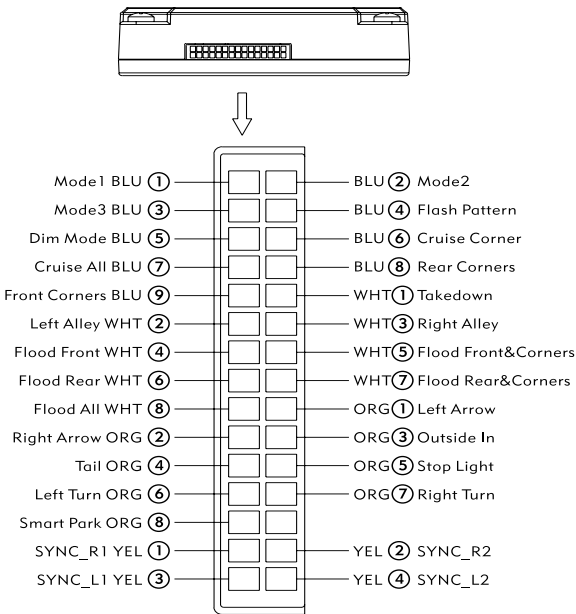 Mode1 BLU ① BLU ② Mode2
Mode3 BLU ③ BLU ④ Flash Pattern
Dim Mode BLU ⑤ BLU ⑥ Cruise Corner
Cruise All BLU ⑦ BLU ⑧ Rear Corners
Front Corners BLU ⑨ WHT ① Takedown
Left Alley WHT ② WHT ③ Right Alley
Flood Front WHT ④ WHT ⑤ Flood Front&Corners
Flood Rear WHT ⑥ WHT ⑦ Flood Rear&Corners
Flood All WHT ⑧ ORG ① Left Arrow
Right Arrow ORG ② ORG ③ Outside In
Tail ORG ④ ORG ⑤ Stop Light
Left Turn ORG ⑥ ORG ⑦ Right Turn
Smart Park ORG ⑧
SYNC_R1 YEL ① YEL ② SYNC_R2
SYNC_L1 YEL ③ YEL ④ SYNC_L2